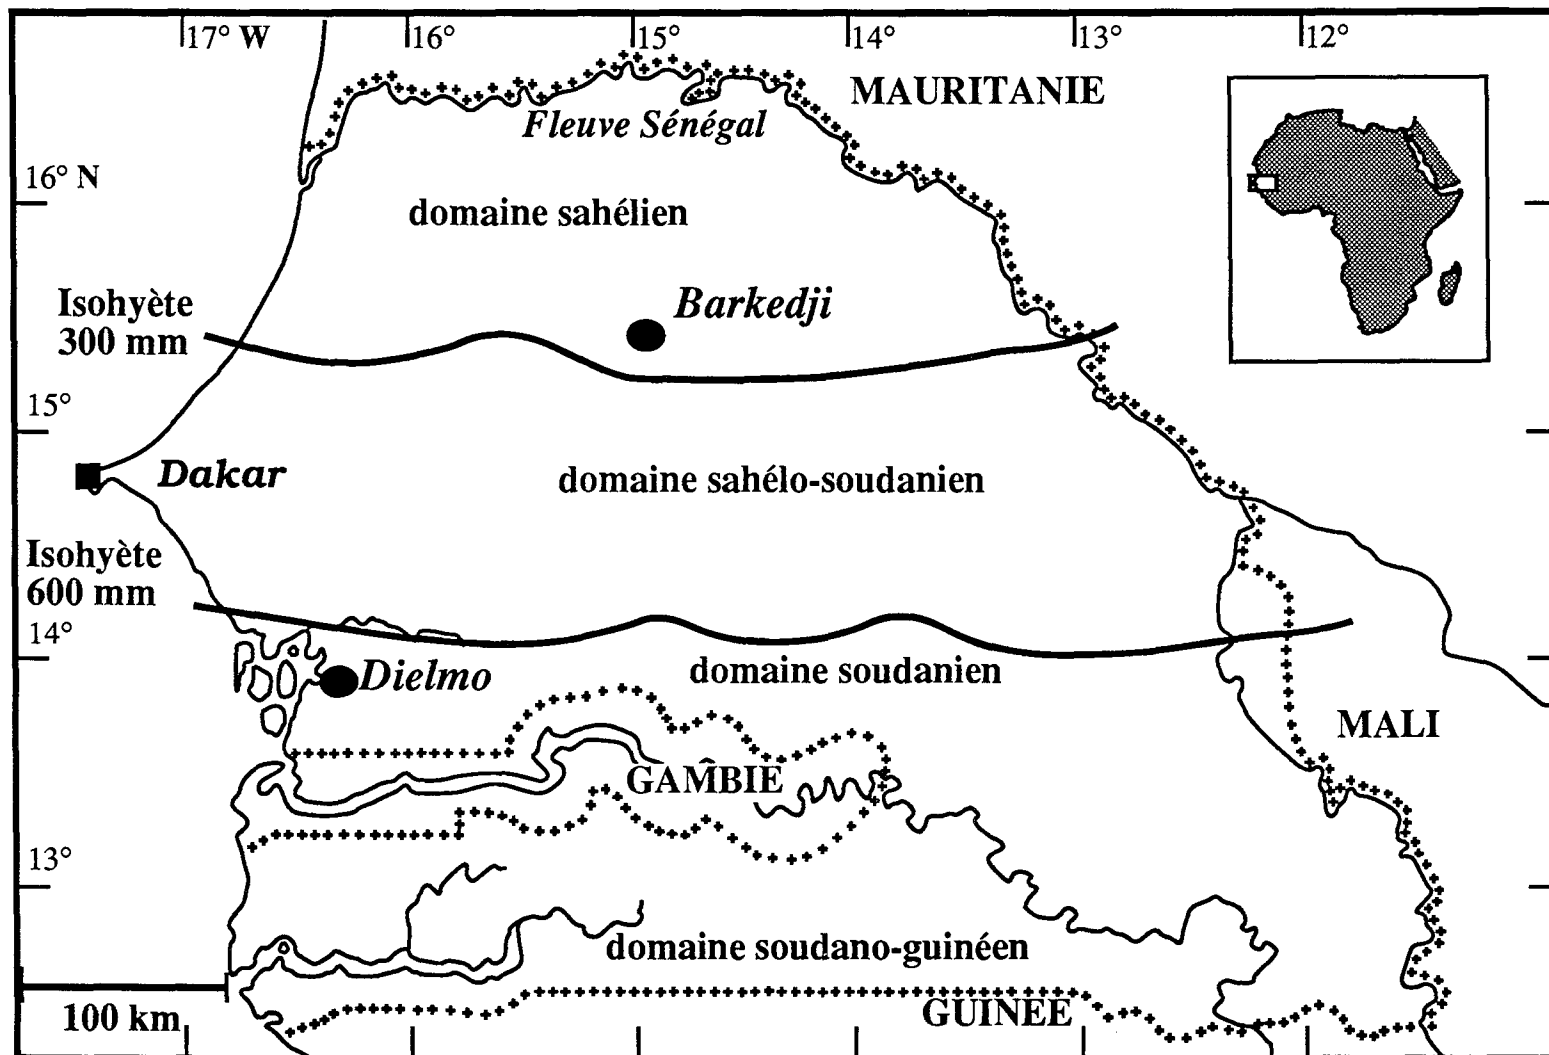 17° W
16°
15°
14°
13°
12°
MAURITANIE
Fleuve Sénégal
16° N
domaine sahélien
Isohyète
300 mm
Barkedji
15°
Dakar
domaine sahélo-soudanien
Isohyète
600 mm
14°
Dielmo
domaine soudanien
MALI
GAMBIE
13°
domaine soudano-guinéen
100 km
GUINEE